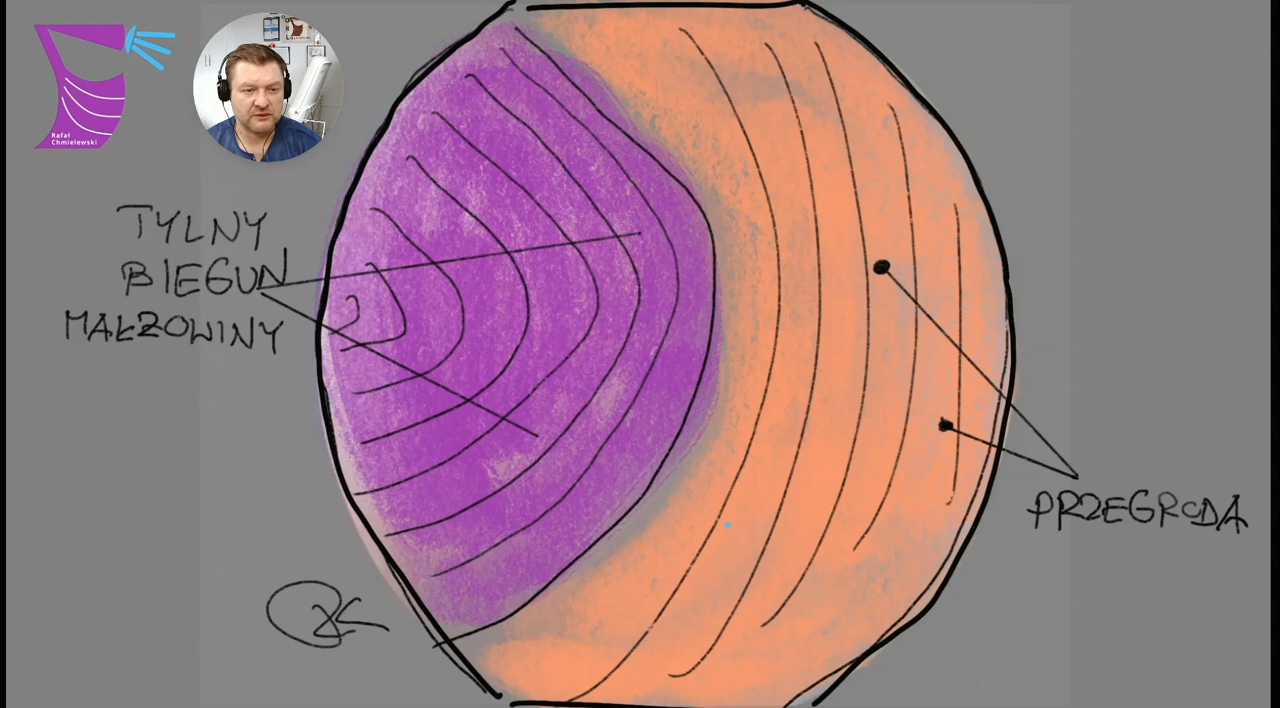 Rafał
Chmielewski
TYLNY
BIEGUN
MAŁŻOWINY
PRZEGRODA